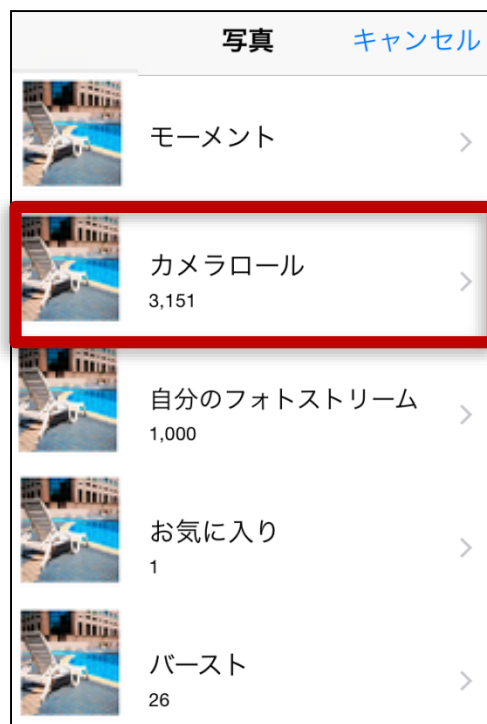 写真 キャンセル
モーメント
カメラロール
3,151
自分のフォトストリーム
1,000
お気に入り
1
バースト
26